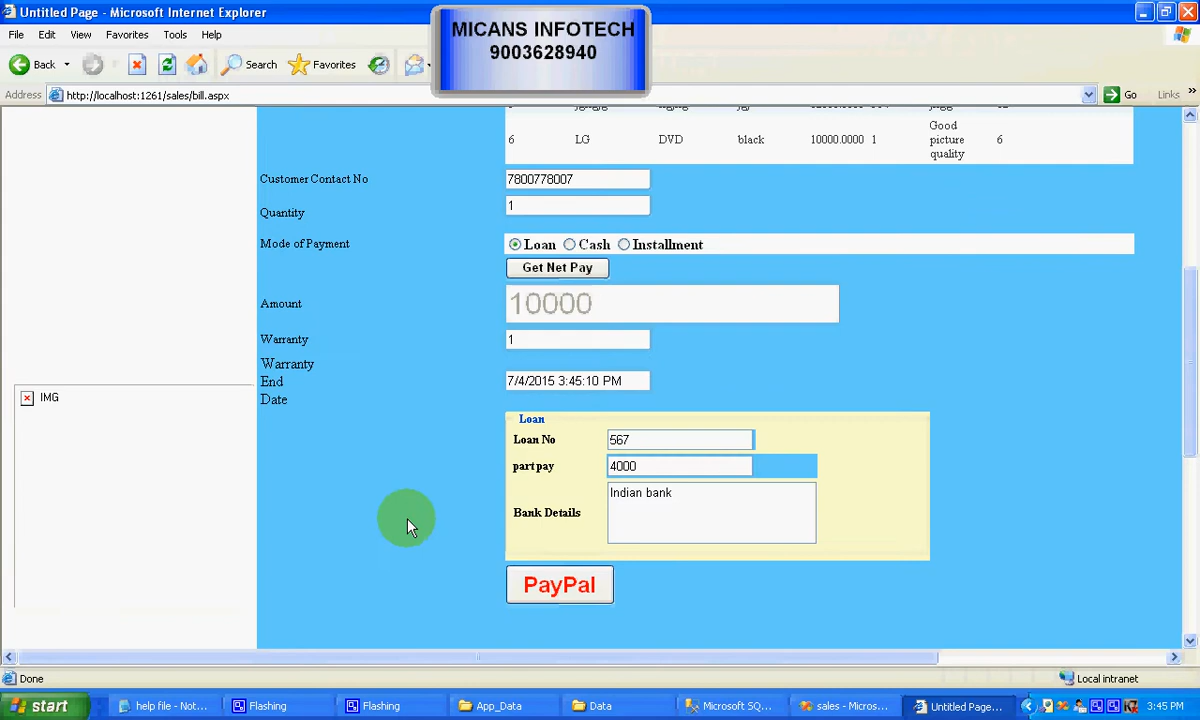 Untitled Page - Microsoft Internet Explorer
MICANS INFOTECH
9003628940
File Edit View Favorites Tools Help
Back Search Favorites
Address http://localhost:1261/sales/bill.aspx Go Links »
6 LG DVD black 10000.0000 1 Good picture quality 6
Customer Contact No 7800778007
Quantity 1
Mode of Payment Loan Cash Installment
Get Net Pay
Amount 10000
Warranty 1
Warranty
End 7/4/2015 3:45:10 PM
Date
IMG
Loan
Loan No 567
part pay 4000
Bank Details Indian bank
PayPal
Done Local intranet
start help file - Not... Flashing Flashing App_Data Data Microsoft SQ... sales - Micros... Untitled Page... 3:45 PM